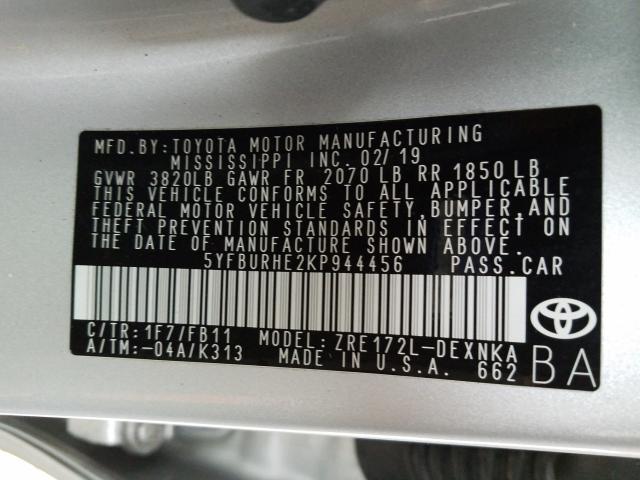 MFD. BY: TOYOTA MOTOR MANUFACTURING
MISSISSIPPI INC. 02/19
GVWR 3820LB GAWR FR 2070 LB RR 1850 LB
THIS VEHICLE CONFORMS TO ALL APPLICABLE
FEDERAL MOTOR VEHICLE SAFETY, BUMPER, AND
THEFT PREVENTION STANDARDS IN EFFECT ON
THE DATE OF MANUFACTURE SHOWN ABOVE.
5YFBURHE2KP944456 PASS. CAR
C/TR: 1F7/FB11 MODEL: ZRE172L-DEXNKA
A/TM: -04A/K313 MADE IN U.S.A. 662
BA